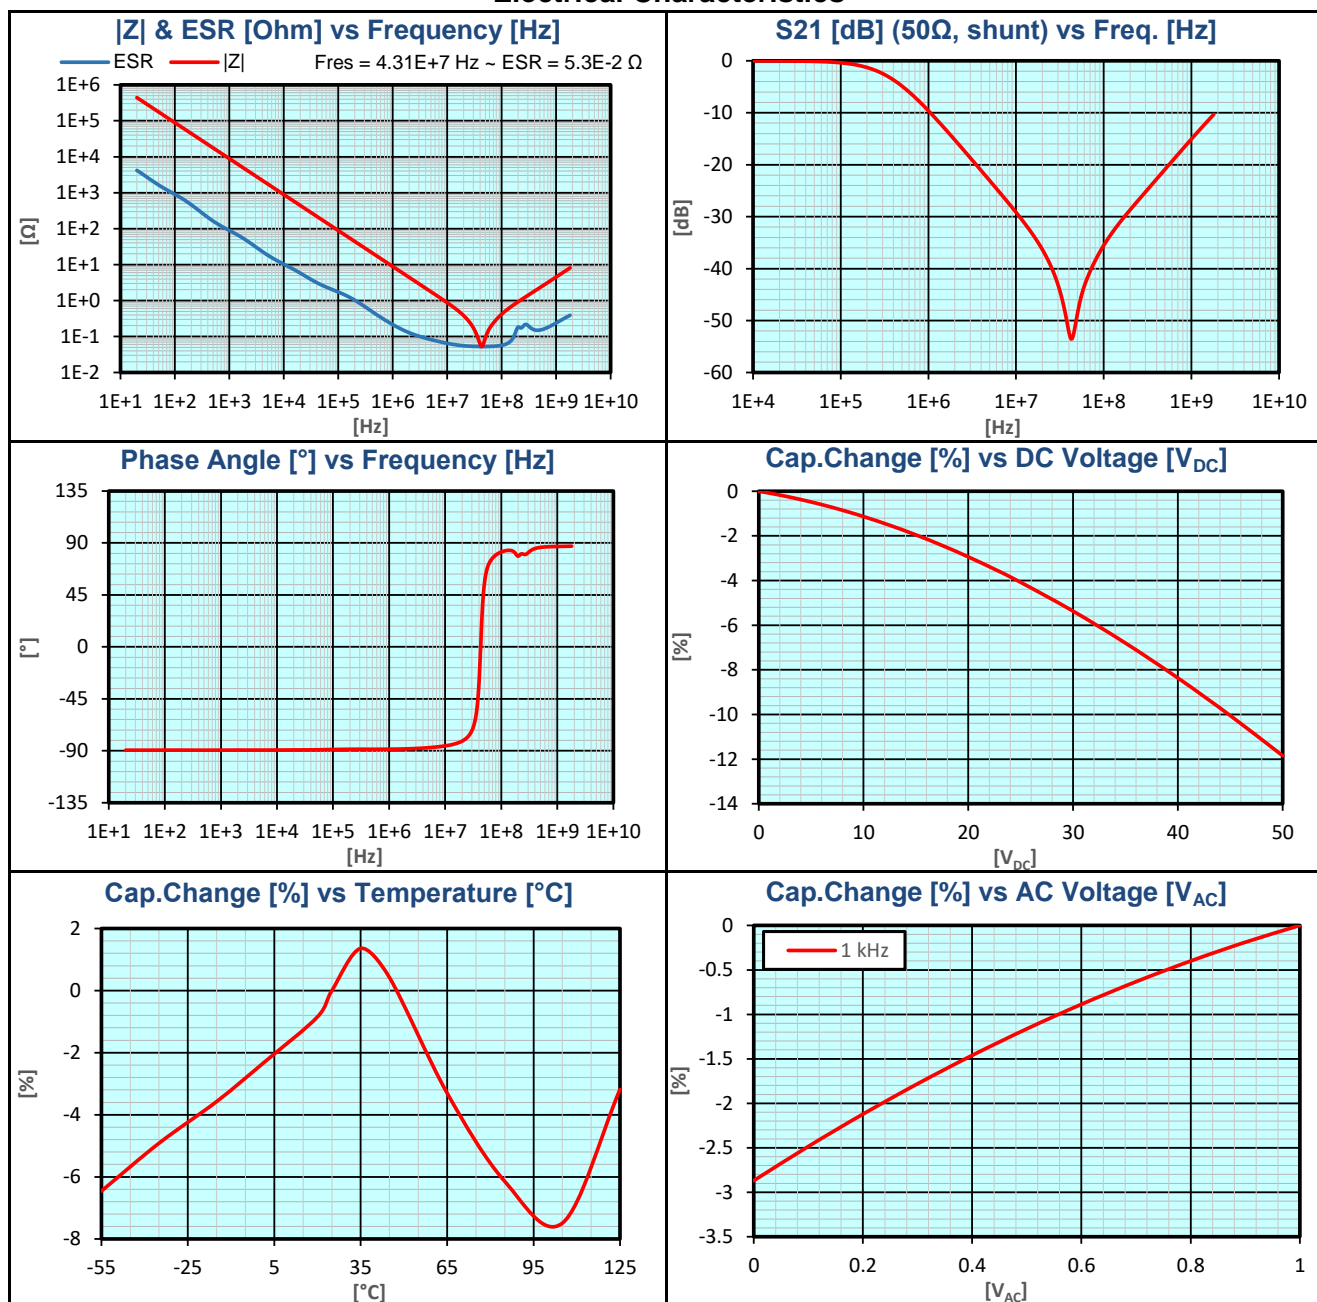 |Z| & ESR [Ohm] vs Frequency [Hz]
ESR |Z| Fres = 4.31E+7 Hz ~ ESR = 5.3E-2 Ω
1E+6
1E+5
1E+4
1E+3
1E+2
1E+1
1E+0
1E-1
1E-2
[Ω]
1E+1 1E+2 1E+3 1E+4 1E+5 1E+6 1E+7 1E+8 1E+9 1E+10
[Hz]
S21 [dB] (50Ω, shunt) vs Freq. [Hz]
0
-10
-20
-30
-40
-50
-60
[dB]
1E+4 1E+5 1E+6 1E+7 1E+8 1E+9 1E+10
[Hz]
Phase Angle [°] vs Frequency [Hz]
135
90
45
0
-45
-90
-135
[°]
1E+1 1E+2 1E+3 1E+4 1E+5 1E+6 1E+7 1E+8 1E+9 1E+10
[Hz]
Cap.Change [%] vs DC Voltage [VDC]
0
-2
-4
-6
-8
-10
-12
-14
[%]
0 10 20 30 40 50
[VDC]
Cap.Change [%] vs Temperature [°C]
2
0
-2
-4
-6
-8
[%]
-55 -25 5 35 65 95 125
[°C]
Cap.Change [%] vs AC Voltage [VAC]
1 kHz
0
-0.5
-1
-1.5
-2
-2.5
-3
-3.5
[%]
0 0.2 0.4 0.6 0.8 1
[VAC]